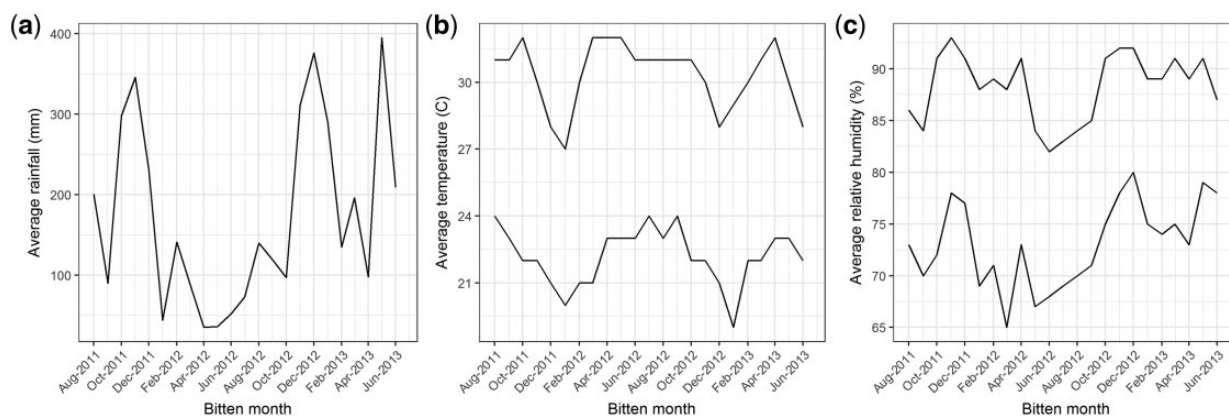 (a)
Average rainfall (mm)
400
300
200
100
Aug-2011
Oct-2011
Dec-2011
Feb-2012
Apr-2012
Jun-2012
Aug-2012
Oct-2012
Dec-2012
Feb-2013
Apr-2013
Jun-2013
Bitten month
(b)
Average temperature (C)
30
27
24
21
Aug-2011
Oct-2011
Dec-2011
Feb-2012
Apr-2012
Jun-2012
Aug-2012
Oct-2012
Dec-2012
Feb-2013
Apr-2013
Jun-2013
Bitten month
(c)
Average relative humidity (%)
90
85
80
75
70
65
Aug-2011
Oct-2011
Dec-2011
Feb-2012
Apr-2012
Jun-2012
Aug-2012
Oct-2012
Dec-2012
Feb-2013
Apr-2013
Jun-2013
Bitten month